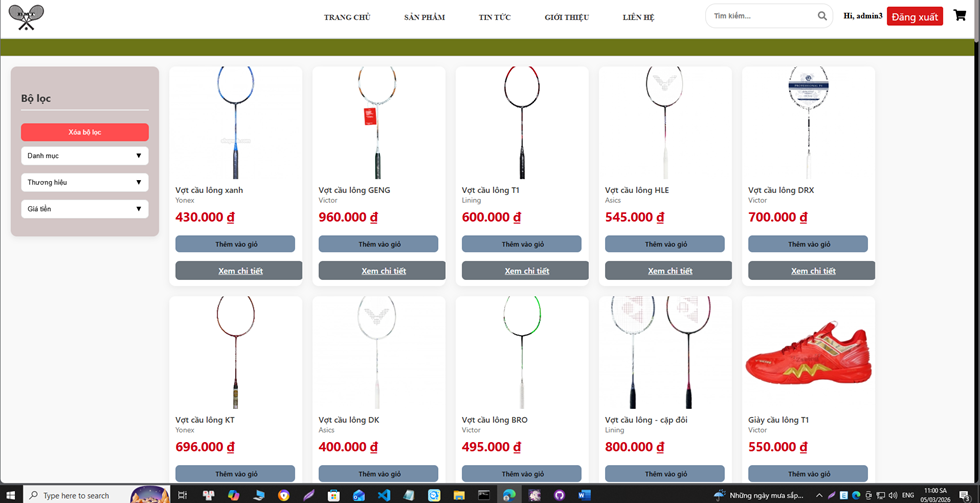 TRANG CHỦ
SẢN PHẨM
TIN TỨC
GIỚI THIỆU
LIÊN HỆ
Tìm kiếm...
Hi, admin3
Đăng xuất
Bộ lọc
Xóa bộ lọc
Danh mục ▼
Thương hiệu ▼
Giá tiền ▼
Vợt cầu lông xanh
Yonex
430.000 ₫
Thêm vào giỏ
Xem chi tiết
Vợt cầu lông GENG
Victor
960.000 ₫
Thêm vào giỏ
Xem chi tiết
Vợt cầu lông T1
Lining
600.000 ₫
Thêm vào giỏ
Xem chi tiết
Vợt cầu lông HLE
Asics
545.000 ₫
Thêm vào giỏ
Xem chi tiết
Vợt cầu lông DRX
Victor
700.000 ₫
Thêm vào giỏ
Xem chi tiết
Vợt cầu lông KT
Yonex
696.000 ₫
Thêm vào giỏ
Vợt cầu lông DK
Asics
400.000 ₫
Thêm vào giỏ
Vợt cầu lông BRO
Victor
495.000 ₫
Thêm vào giỏ
Vợt cầu lông - cặp đôi
Lining
800.000 ₫
Thêm vào giỏ
Giày cầu lông T1
Victor
550.000 ₫
Thêm vào giỏ
Type here to search
Những ngày mưa sắp...
ENG
11:00 SA
05/03/2026